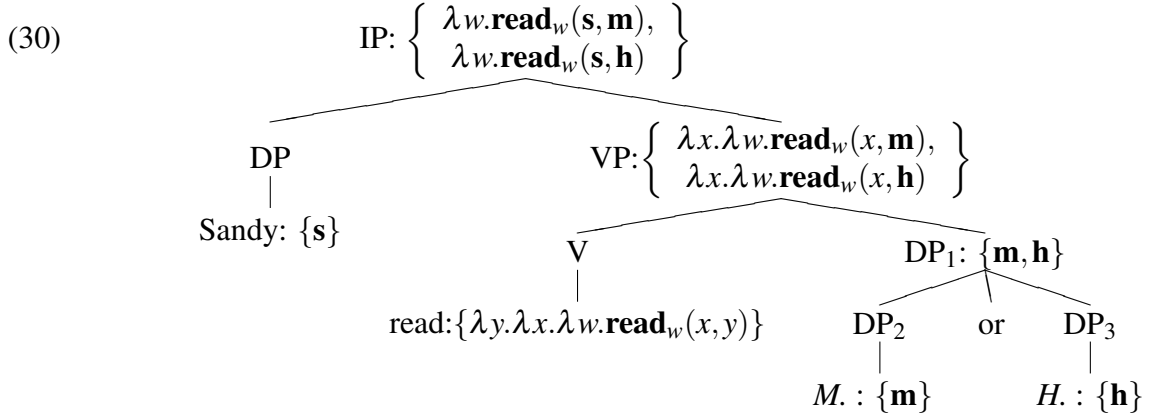 (30) IP: { λw.read_w(s, m),
λw.read_w(s, h) }
DP VP: { λx.λw.read_w(x, m),
λx.λw.read_w(x, h) }
Sandy: {s} V DP₁: {m, h}
read:{λy.λx.λw.read_w(x, y)} DP₂ or DP₃
M. : {m} H. : {h}